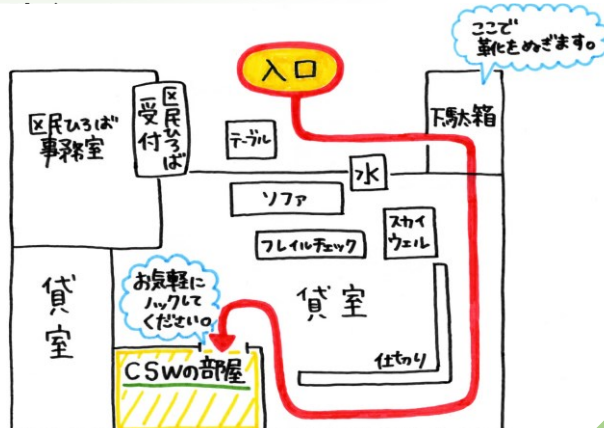 ここで
靴をぬぎます。
入口
区民ひろば
事務室
区民ひろば
受付
テーブル
下駄箱
水
ソファ
スカイ
ウェル
フレイルチェック
お気軽に
ノックして
ください。
貸室
貸室
仕切り
CSWの部屋